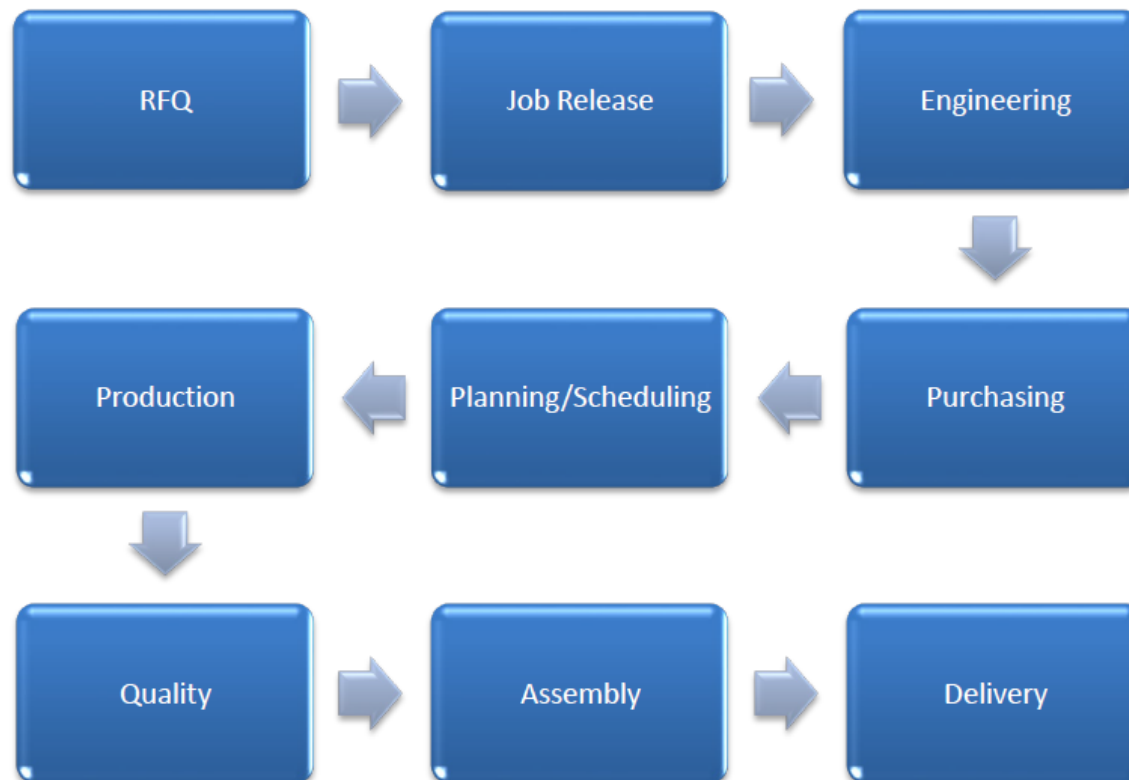 RFQ
Job Release
Engineering
Purchasing
Planning/Scheduling
Production
Quality
Assembly
Delivery